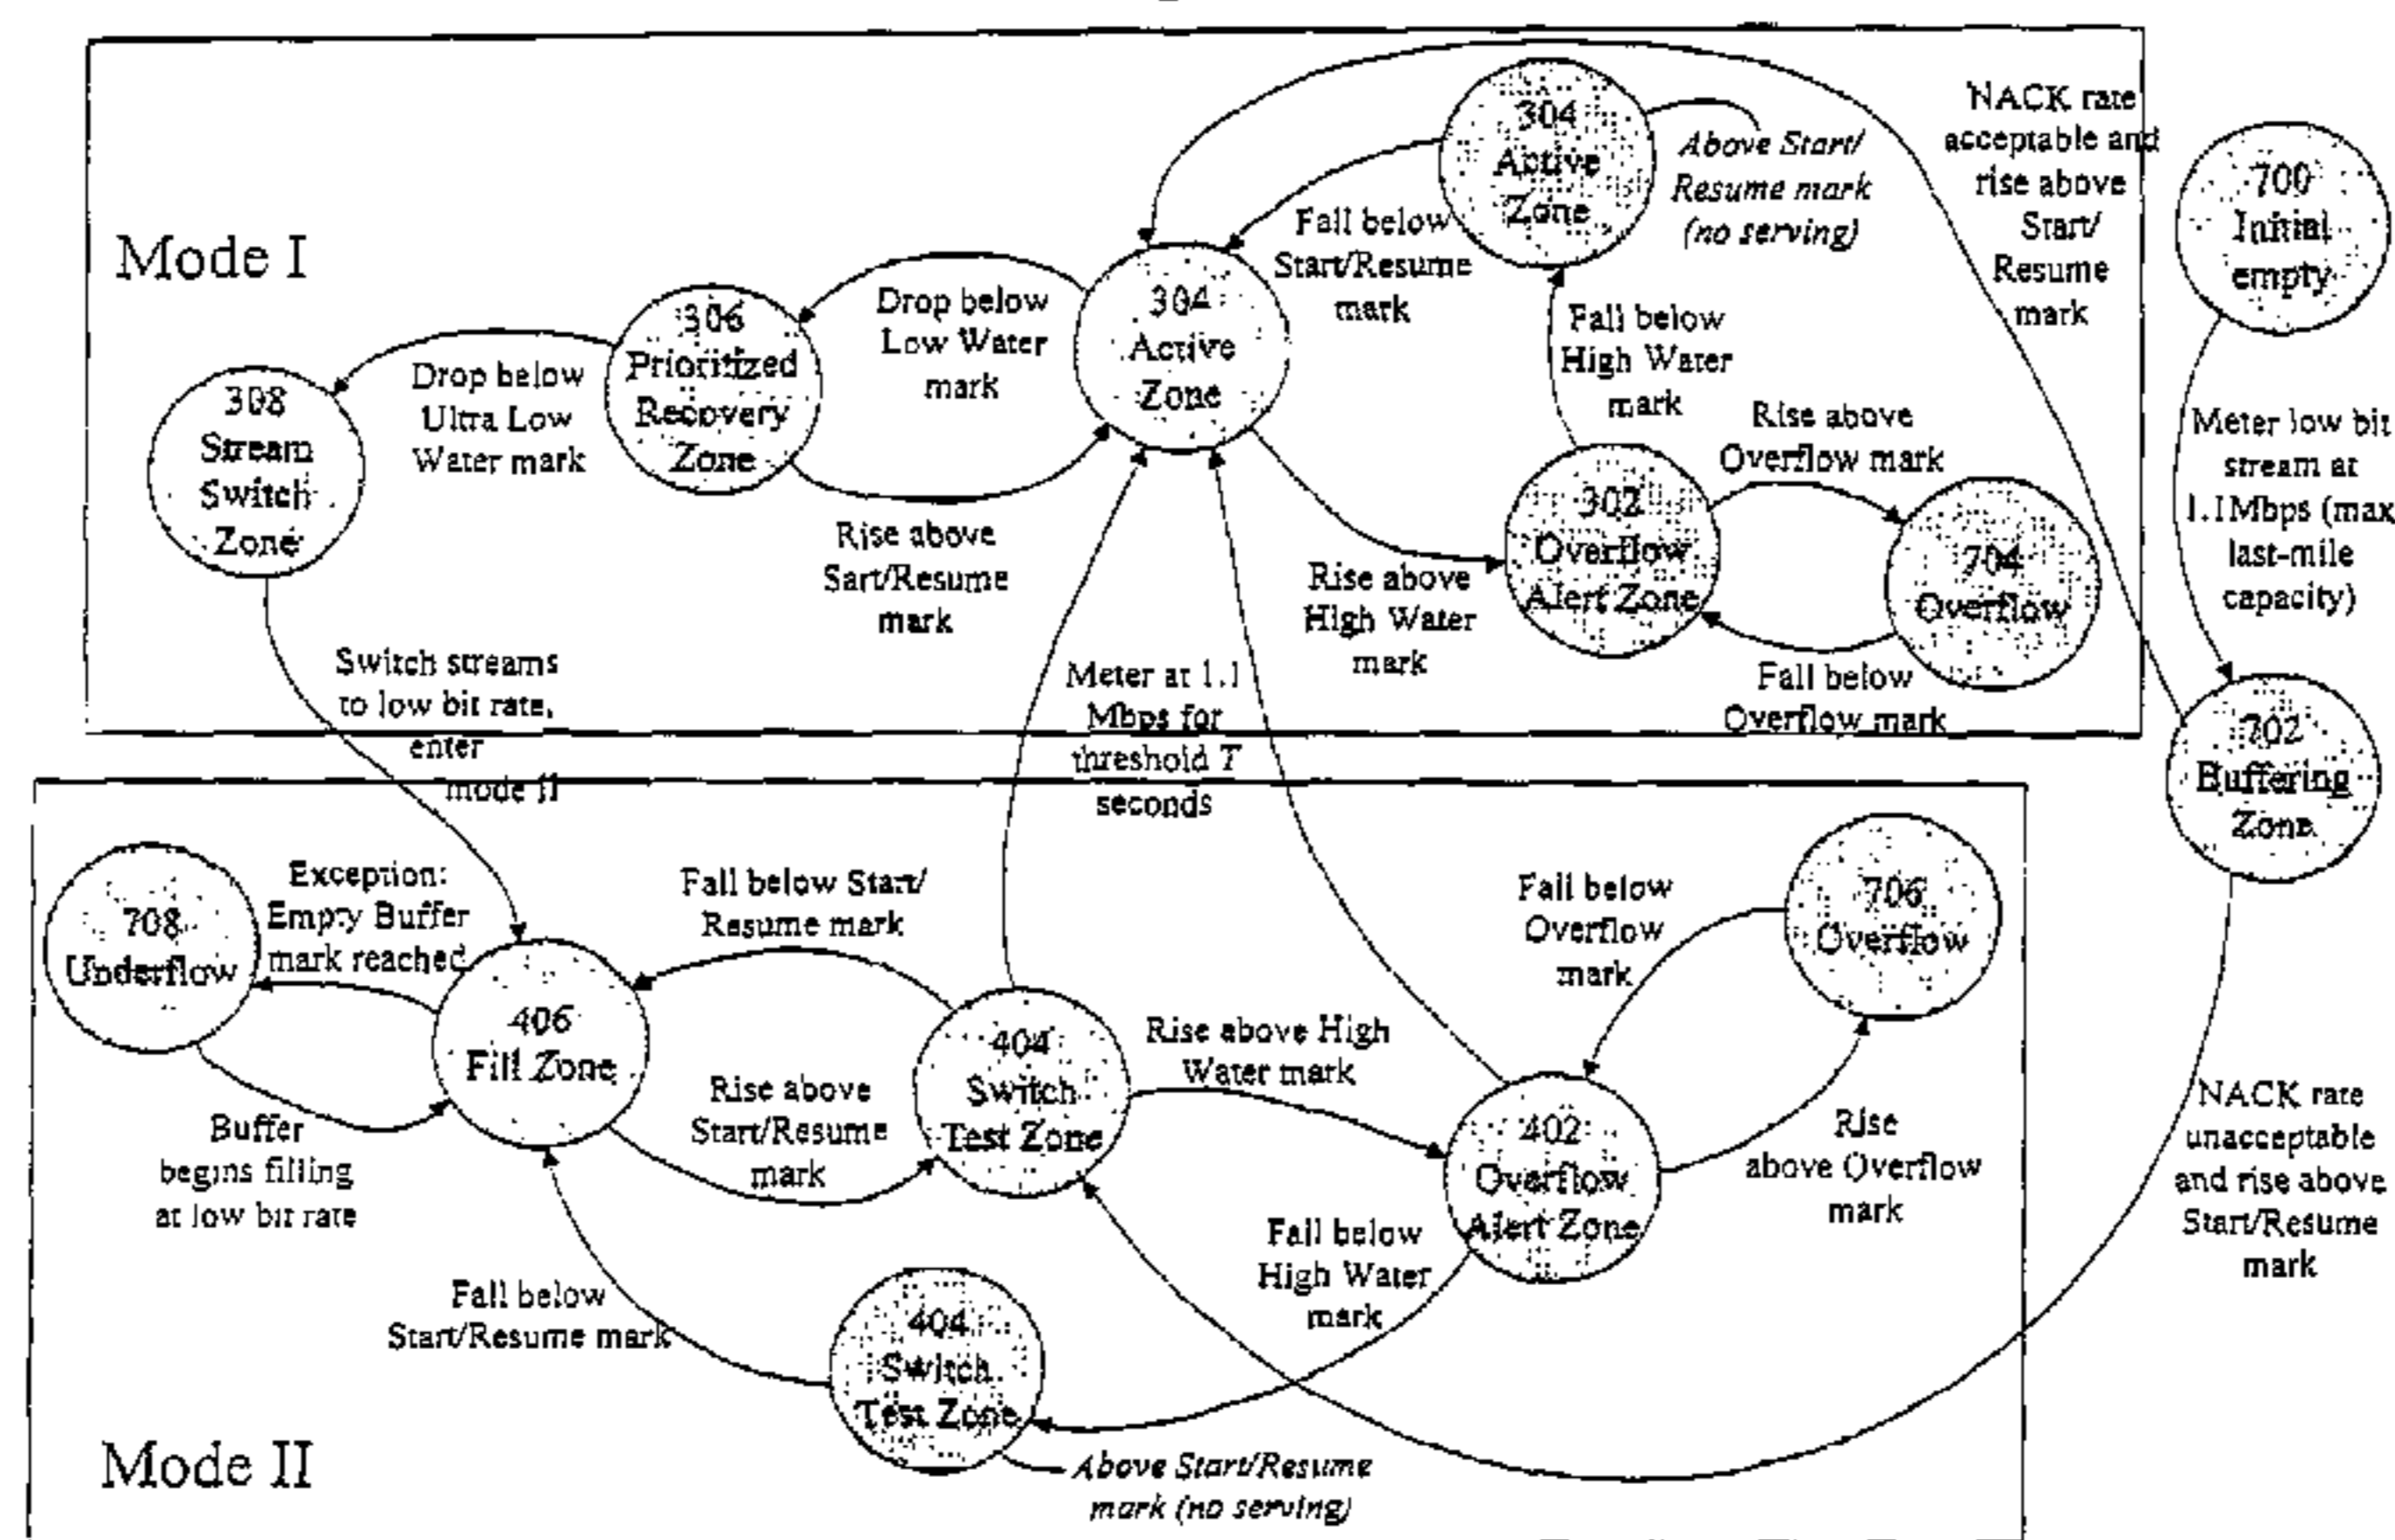 Mode I
304
Active
Zone
Above Start/
Resume mark
(no serving)
NACK rate
acceptable and
rise above
Start/
Resume
mark
700
Initial
empty
Fall below
Start/Resume
mark
304
Active
Zone
Drop below
Low Water
mark
306
Prioritized
Recovery
Zone
Drop below
Ultra Low
Water mark
308
Stream
Switch
Zone
Fall below
High Water
mark
Rise above
Overflow mark
Meter low bit
stream at
1.1Mbps (max
last-mile
capacity)
302
Overflow
Alert Zone
704
Overflow
Rise above
Sart/Resume
mark
Rise above
High Water
mark
Fall below
Overflow mark
Switch streams
to low bit rate,
enter
mode II
Meter at 1.1
Mbps for
threshold T
seconds
702
Buffering
Zone
708
Underflow
Exception:
Empty Buffer
mark reached
Fall below Start/
Resume mark
Fall below
Overflow
mark
706
Overflow
406
Fill Zone
404
Switch
Test Zone
Rise above High
Water mark
Rise above
Start/Resume
mark
402
Overflow
Alert Zone
Rise
above Overflow
mark
NACK rate
unacceptable
and rise above
Start/Resume
mark
Buffer
begins filling
at low bit rate
Fall below
High Water
mark
Fall below
Start/Resume mark
404
Switch
Test Zone
Above Start/Resume
mark (no serving)
Mode II